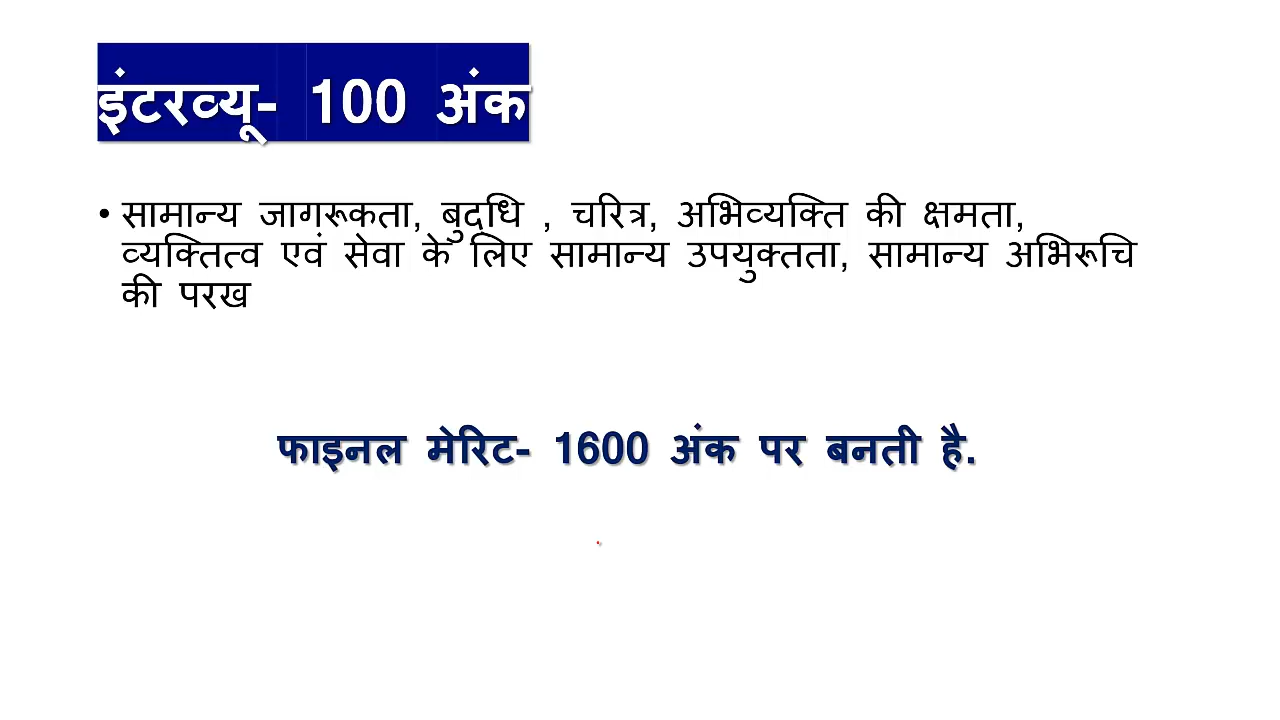 इंटरव्यू- 100 अंक
• सामान्य जागरूकता, बुद्धि , चरित्र, अभिव्यक्ति की क्षमता,
व्यक्तित्व एवं सेवा के लिए सामान्य उपयुक्तता, सामान्य अभिरूचि
की परख
फाइनल मेरिट- 1600 अंक पर बनती है.